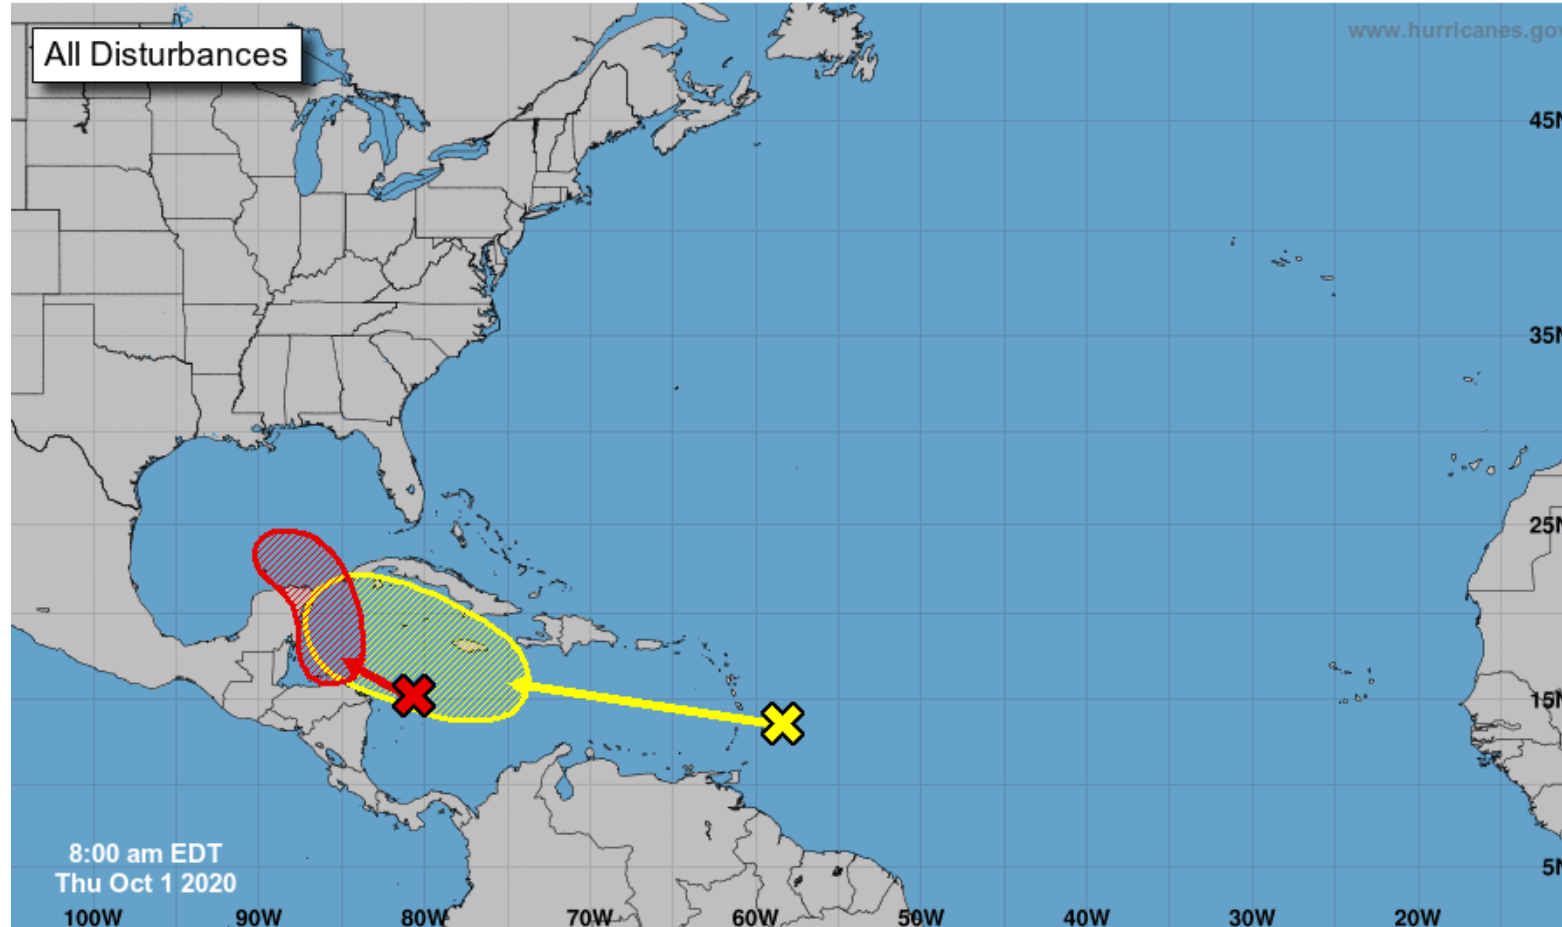 All Disturbances
www.hurricanes.gov
45N
35N
25N
15N
5N
8:00 am EDT
Thu Oct 1 2020
100W 90W 80W 70W 60W 50W 40W 30W 20W